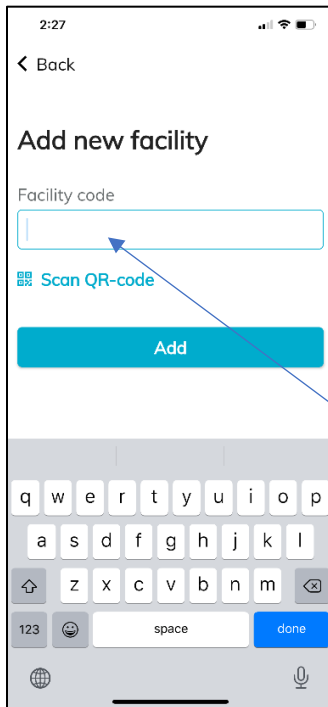 2:27
Back
Add new facility
Facility code
Scan QR-code
Add
q w e r t y u i o p
a s d f g h j k l
z x c v b n m
123 space done